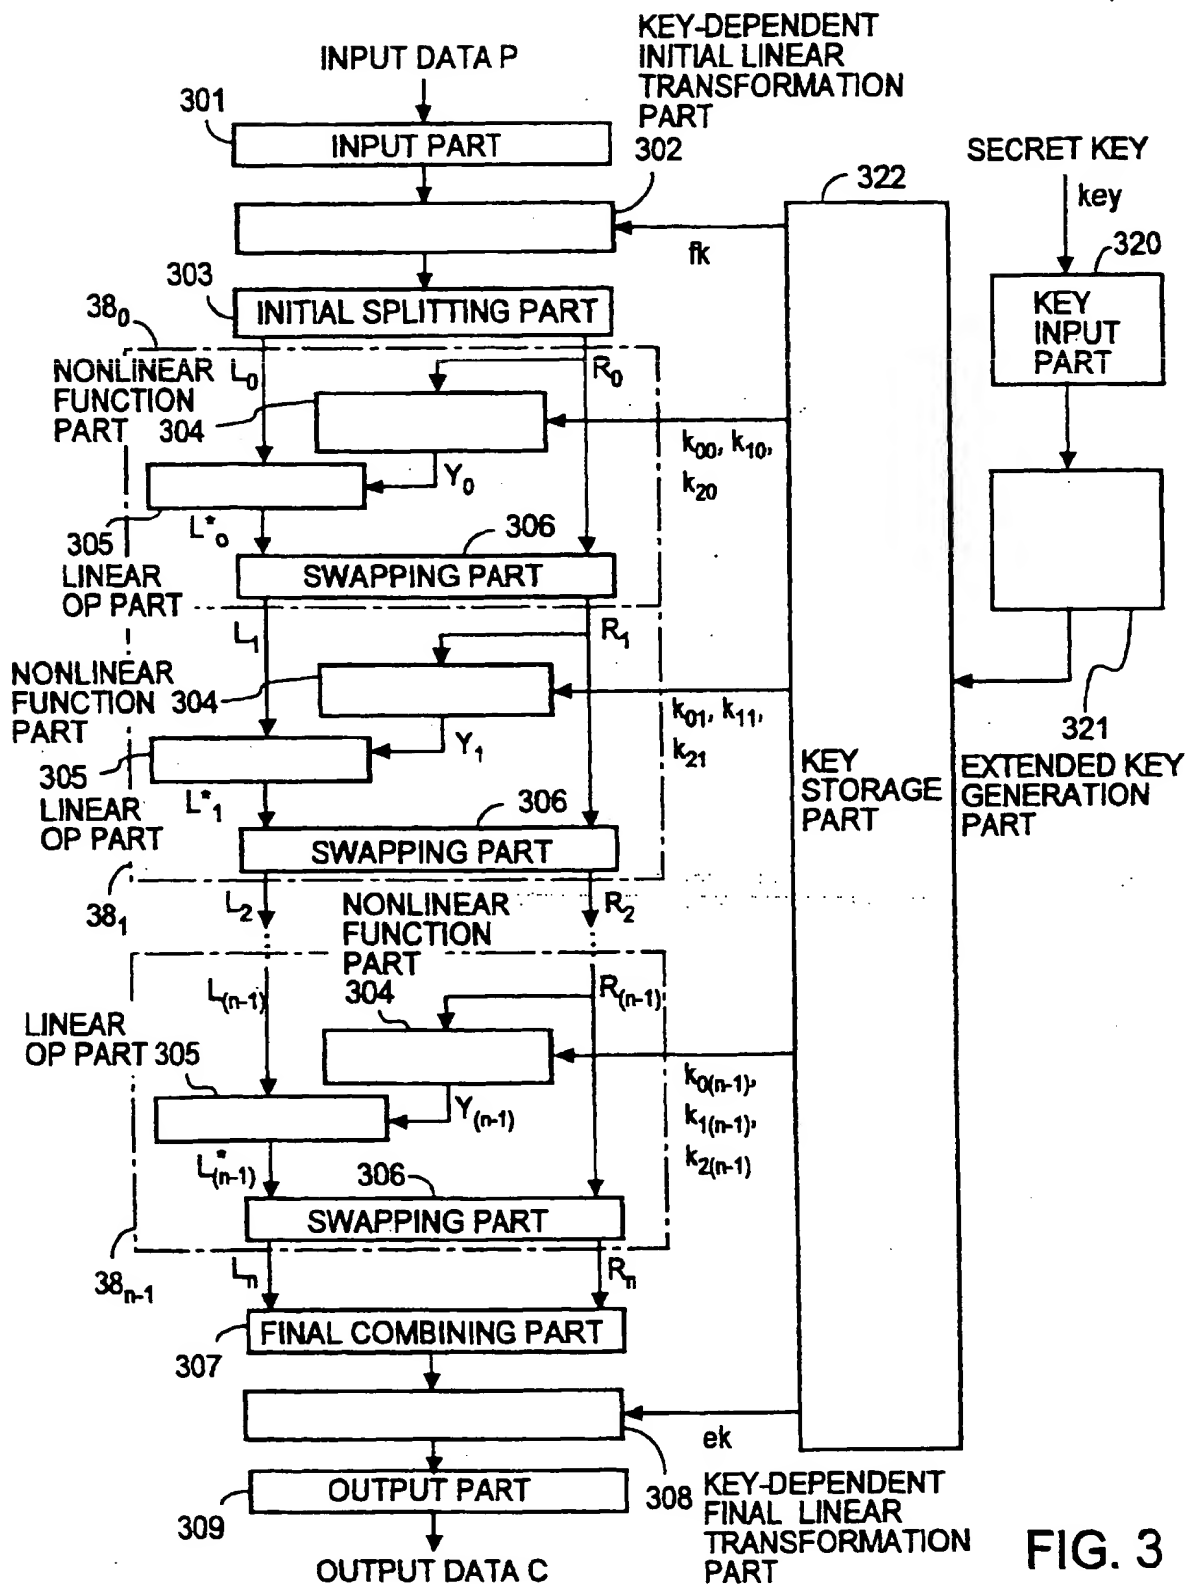 KEY-DEPENDENT
INITIAL LINEAR
TRANSFORMATION
PART
302
INPUT DATA P
301
INPUT PART
SECRET KEY
key
322
320
KEY
INPUT
PART
fk
303
INITIAL SPLITTING PART
38₀
NONLINEAR
FUNCTION
PART 304
L₀
R₀
k₀₀, k₁₀,
k₂₀
Y₀
305
LINEAR
OP PART
L*₀
306
SWAPPING PART
L₁
R₁
NONLINEAR
FUNCTION 304
PART
k₀₁, k₁₁,
k₂₁
Y₁
305
LINEAR
OP PART
L*₁
306
SWAPPING PART
38₁
KEY
STORAGE
PART
321
EXTENDED KEY
GENERATION
PART
L₂
R₂
NONLINEAR
FUNCTION
PART
304
L₍ₙ₋₁₎
R₍ₙ₋₁₎
LINEAR
OP PART 305
k₀₍ₙ₋₁₎,
k₁₍ₙ₋₁₎,
k₂₍ₙ₋₁₎
Y₍ₙ₋₁₎
L*₍ₙ₋₁₎
306
SWAPPING PART
38ₙ₋₁
Lₙ
Rₙ
FINAL COMBINING PART
307
ek
308
KEY-DEPENDENT
FINAL LINEAR
TRANSFORMATION
PART
OUTPUT PART
309
OUTPUT DATA C
FIG. 3